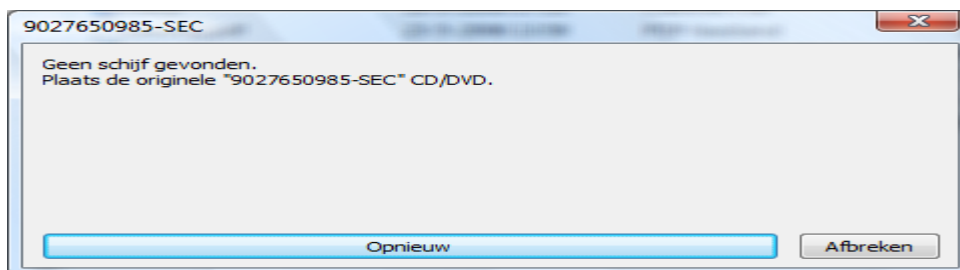 9027650985-SEC
Geen schijf gevonden.
Plaats de originele "9027650985-SEC" CD/DVD.
Opnieuw
Afbreken